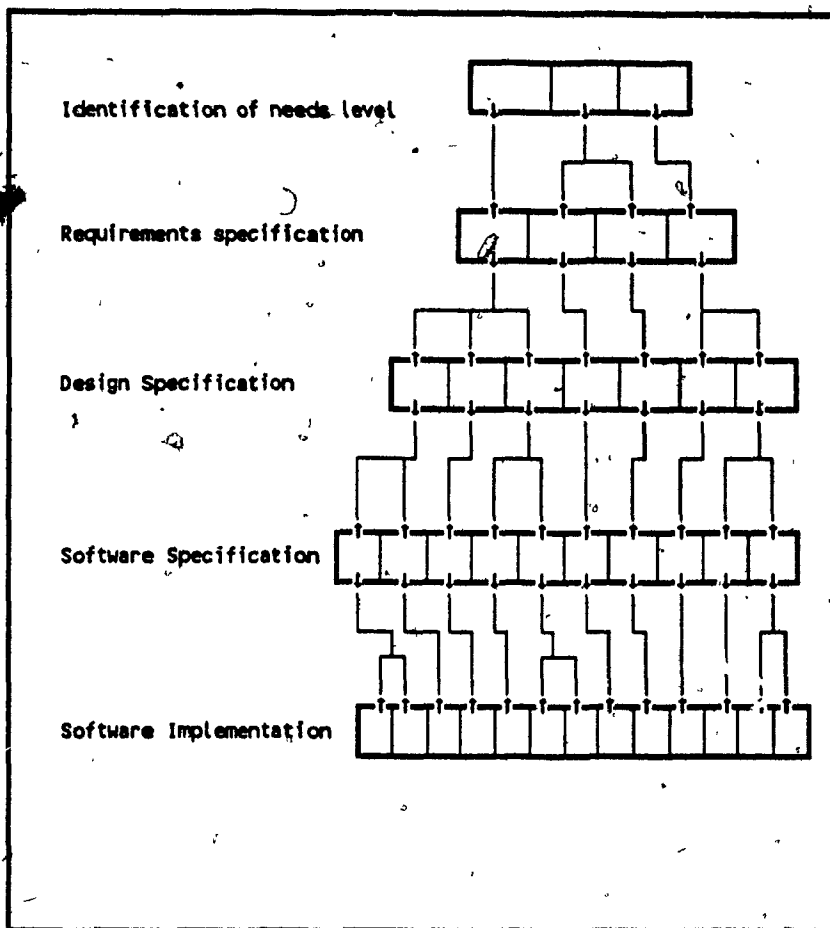 Identification of needs level
Requirements specification
Design Specification
Software Specification
Software Implementation